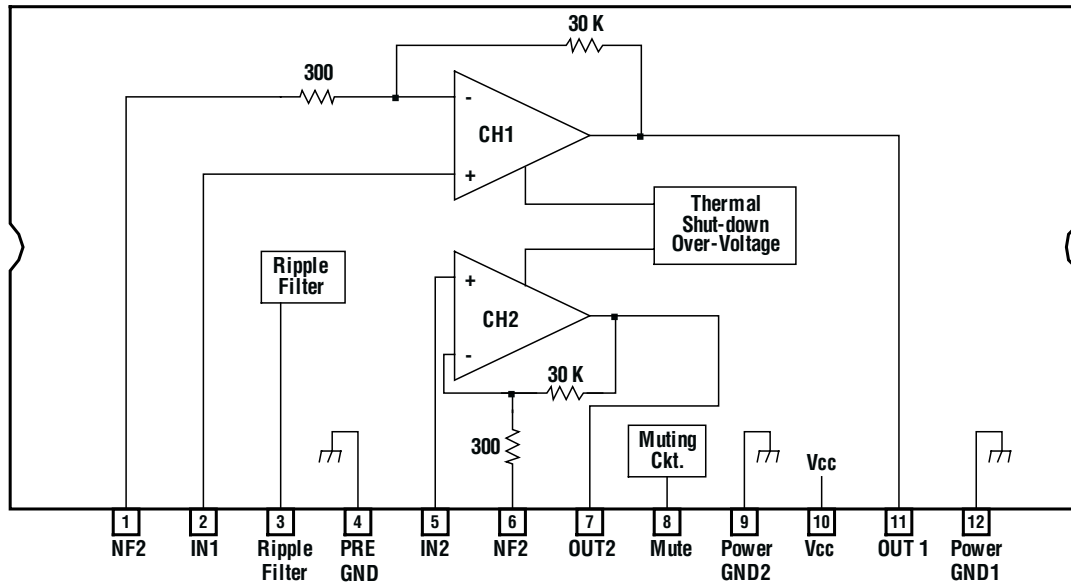 30 K
300
-
CH1
+
Thermal
Shut-down
Over-Voltage
Ripple
Filter
+
CH2
-
30 K
300
Muting
Ckt.
Vcc
1
2
3
4
5
6
7
8
9
10
11
12
NF2
IN1
Ripple
Filter
PRE
GND
IN2
NF2
OUT2
Mute
Power
GND2
Vcc
OUT 1
Power
GND1